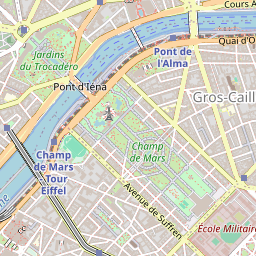 Cours A
Quai d'O
Pont de
l'Alma
Jardins
du Trocadéro
Pont d'Iéna
Gros-Caill
Champ
de Mars
Champ
de Mars
Tour
Eiffel
Avenue de Suffren
École Militaire